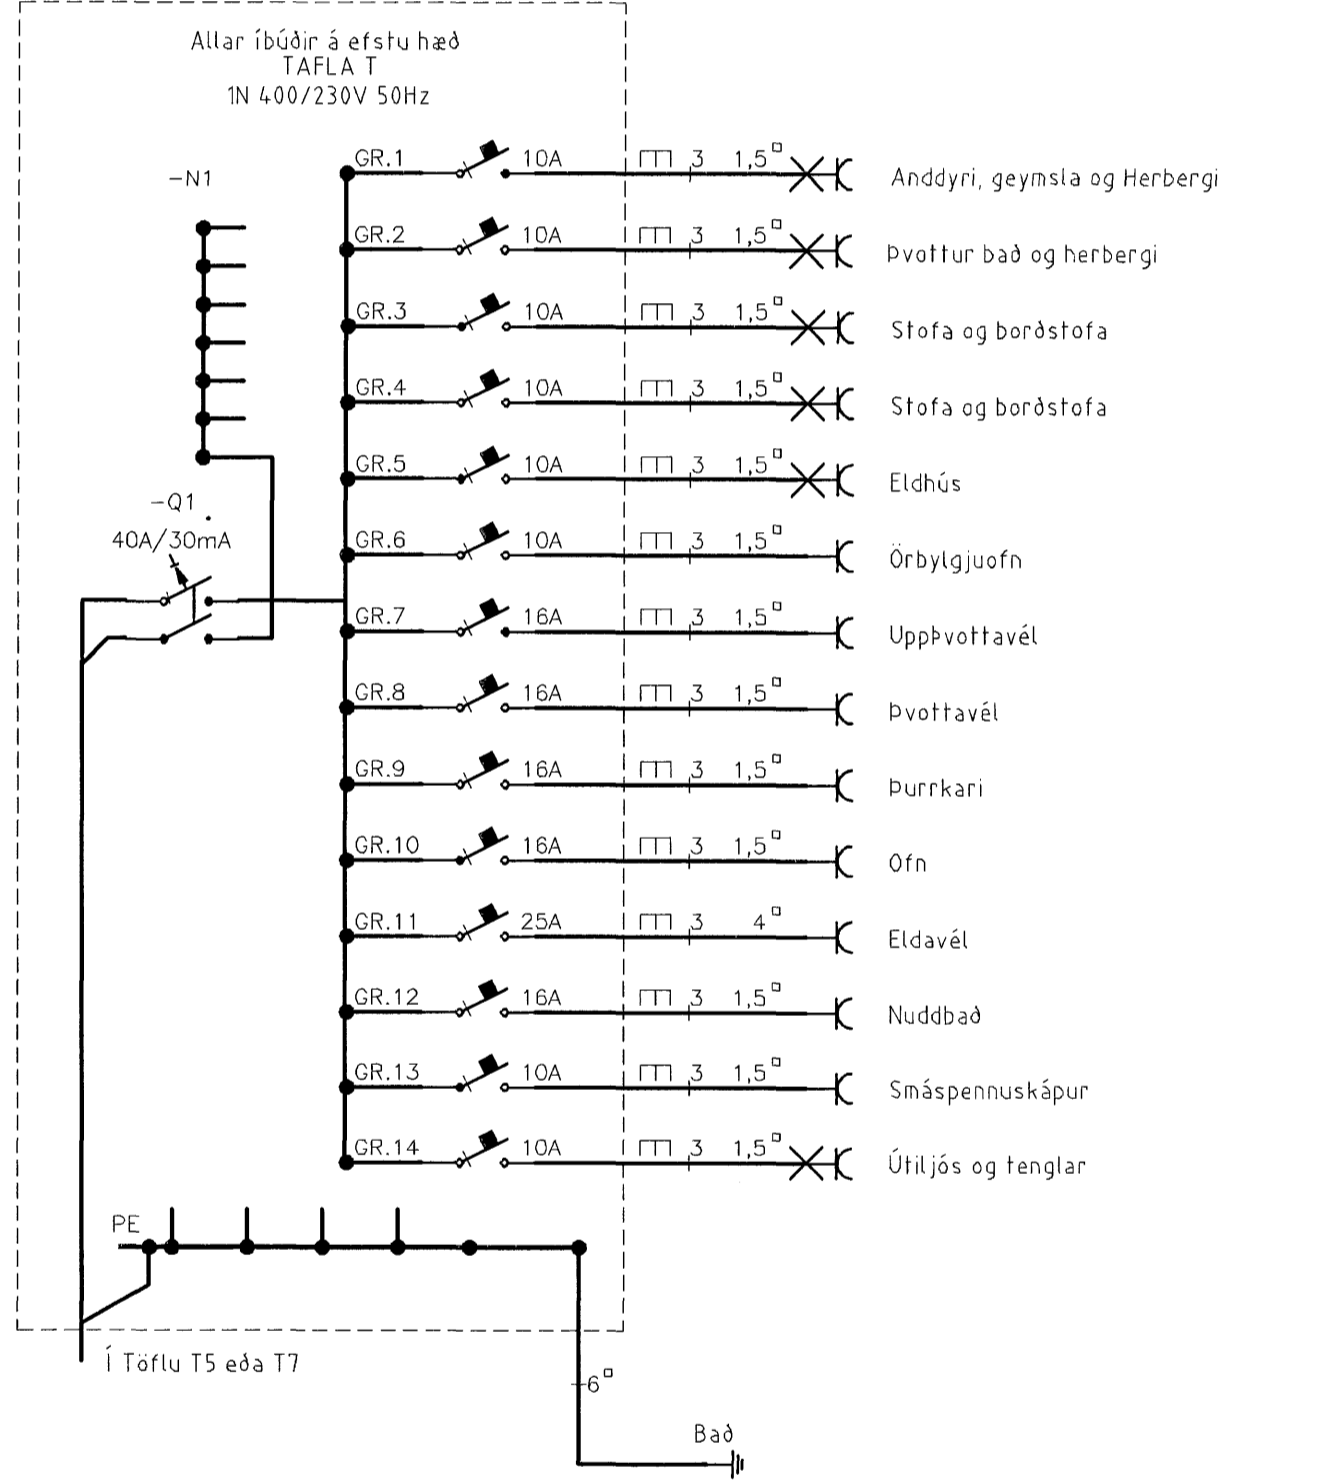 Allar íbúðir á efstu hæð
TAFLA T
1N 400/230V 50Hz
-N1
-Q1
40A/30mA
GR.1 10A 3 1,5▫ Anddyri, geymsla og Herbergi
GR.2 10A 3 1,5▫ Þvottur bað og herbergi
GR.3 10A 3 1,5▫ Stofa og borðstofa
GR.4 10A 3 1,5▫ Stofa og borðstofa
GR.5 10A 3 1,5▫ Eldhús
GR.6 10A 3 1,5▫ Örbylgjuofn
GR.7 16A 3 1,5▫ UppÞvottavél
GR.8 16A 3 1,5▫ Þvottavél
GR.9 16A 3 1,5▫ Þurrkari
GR.10 16A 3 1,5▫ Ofn
GR.11 25A 3 4▫ Eldavél
GR.12 16A 3 1,5▫ Nuddbað
GR.13 10A 3 1,5▫ Smáspennuskápur
GR.14 10A 3 1,5▫ Útiljós og tenglar
PE
Í Töflu T5 eða T7
6▫
Bað